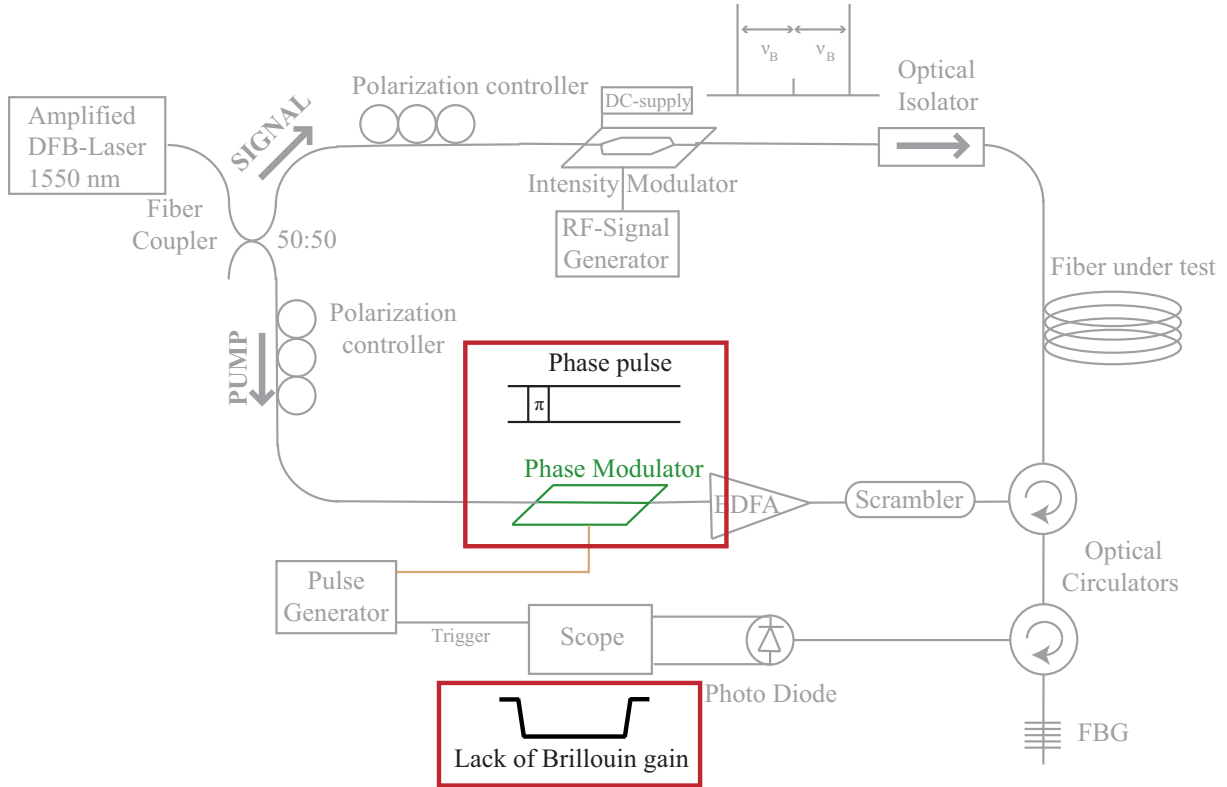 Amplified
DFB-Laser
1550 nm
SIGNAL
Polarization controller
DC-supply
ν_B
ν_B
Optical
Isolator
Intensity Modulator
RF-Signal
Generator
Fiber
Coupler
50:50
Fiber under test
Polarization
controller
PUMP
Phase pulse
π
Phase Modulator
EDFA
Scrambler
Optical
Circulators
Pulse
Generator
Trigger
Scope
Photo Diode
Lack of Brillouin gain
FBG